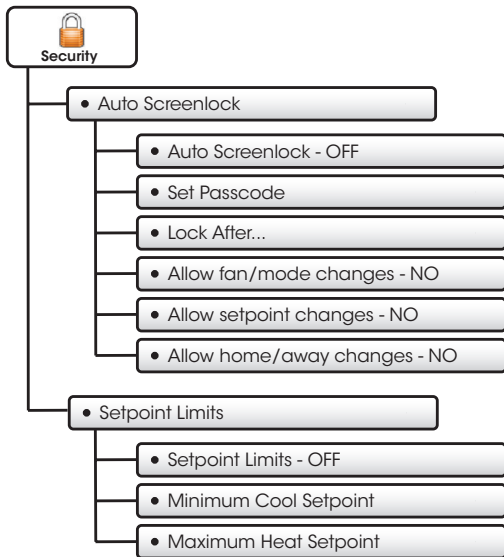 Security
• Auto Screenlock
• Auto Screenlock - OFF
• Set Passcode
• Lock After...
• Allow fan/mode changes - NO
• Allow setpoint changes - NO
• Allow home/away changes - NO
• Setpoint Limits
• Setpoint Limits - OFF
• Minimum Cool Setpoint
• Maximum Heat Setpoint